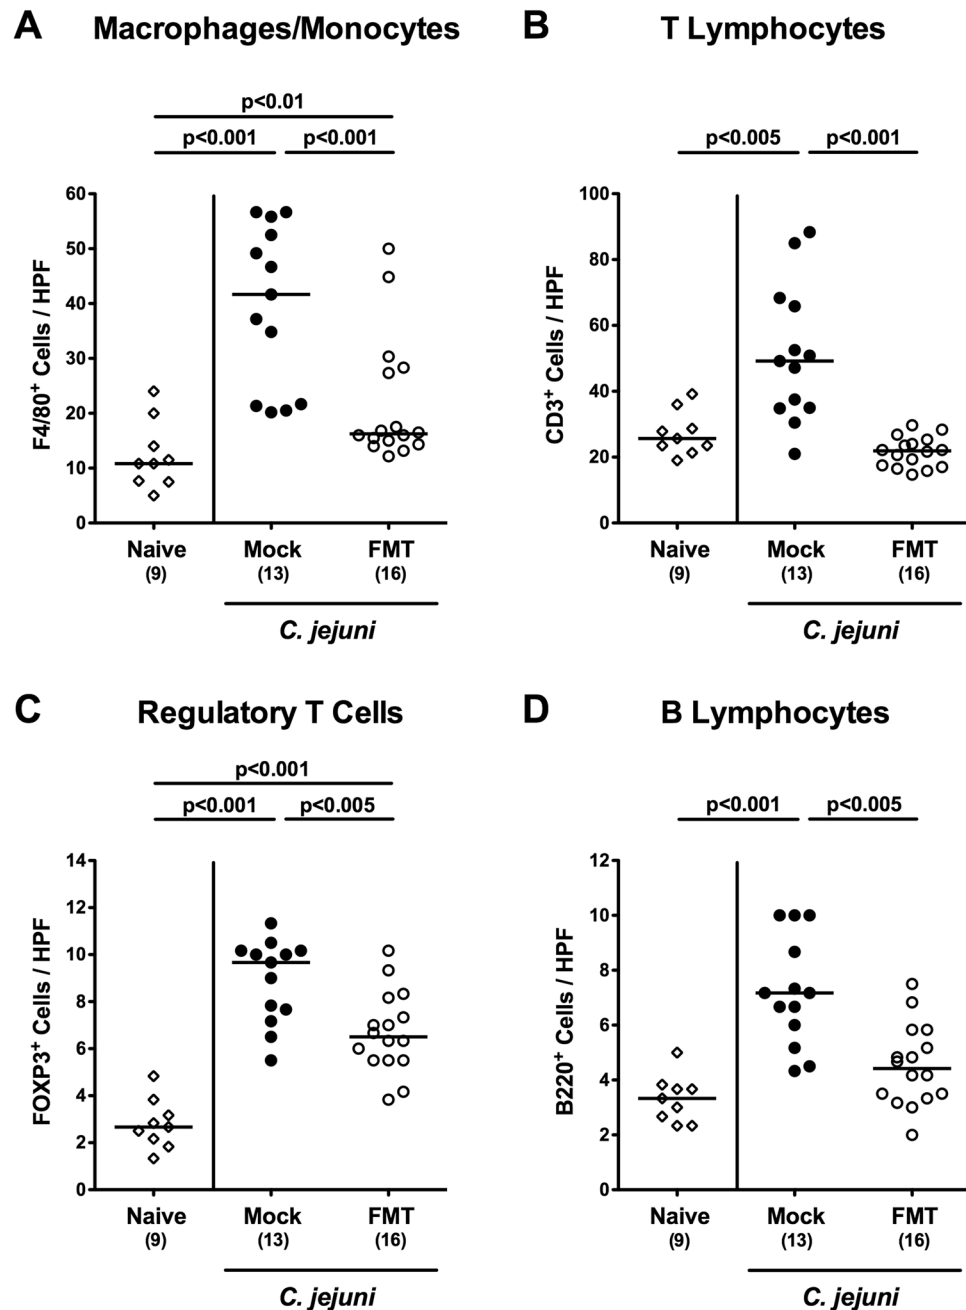 A Macrophages/Monocytes
p<0.01
p<0.001 p<0.001
60
50
40
30
20
10
0
F4/80+ Cells / HPF
Naive Mock FMT
(9) (13) (16)
C. jejuni
B T Lymphocytes
p<0.005 p<0.001
100
80
60
40
20
0
CD3+ Cells / HPF
Naive Mock FMT
(9) (13) (16)
C. jejuni
C Regulatory T Cells
p<0.001
p<0.001 p<0.005
14
12
10
8
6
4
2
0
FOXP3+ Cells / HPF
Naive Mock FMT
(9) (13) (16)
C. jejuni
D B Lymphocytes
p<0.001 p<0.005
12
10
8
6
4
2
0
B220+ Cells / HPF
Naive Mock FMT
(9) (13) (16)
C. jejuni